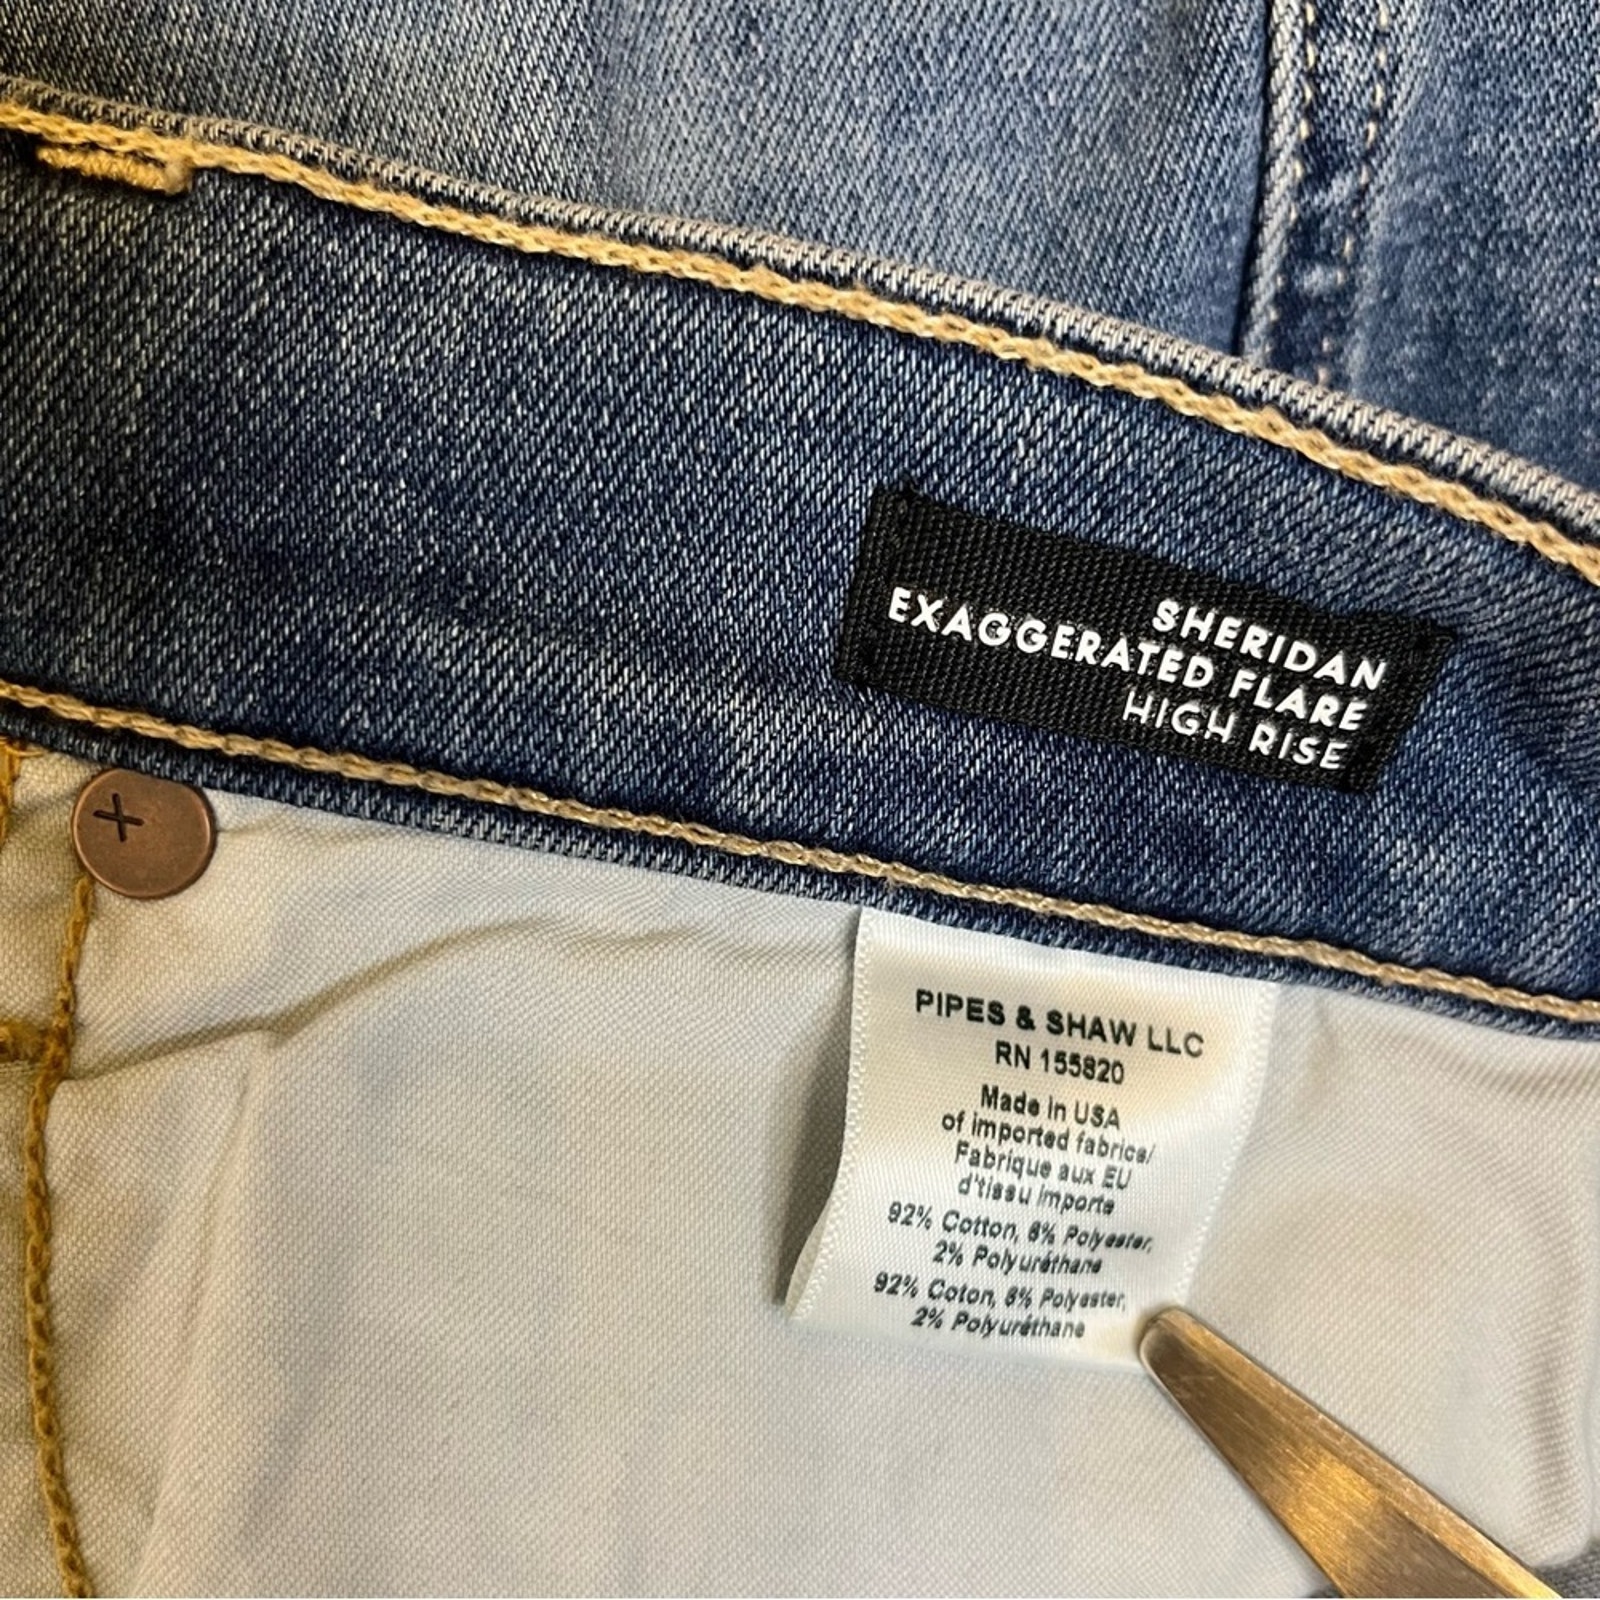 SHERIDAN
EXAGGERATED FLARE
HIGH RISE
PIPES & SHAW LLC
RN 155820
Made in USA
of imported fabrics/
Fabrique aux EU
d'tissu importe
92% Cotton, 6% Polyester,
2% Polyuréthane
92% Coton, 6% Polyester,
2% Polyuréthane